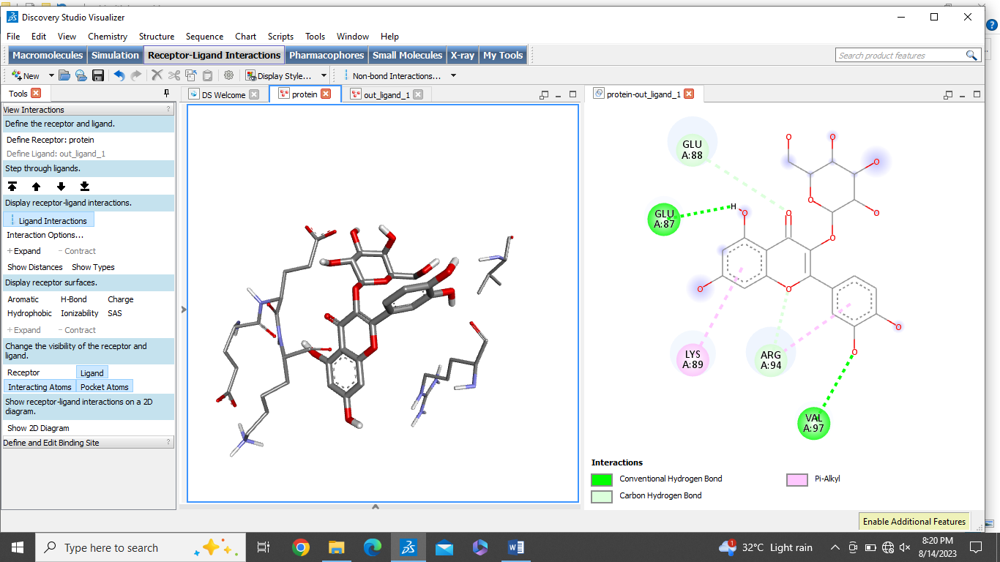 Discovery Studio Visualizer
File Edit View Chemistry Structure Sequence Chart Scripts Tools Window Help
Macromolecules Simulation Receptor-Ligand Interactions Pharmacophores Small Molecules X-ray My Tools
Search product features
New Display Style... Non-bond Interactions...
Tools
DS Welcome protein out_ligand_1
protein-out_ligand_1
View Interactions ?
Define the receptor and ligand.
Define Receptor: protein
Define Ligand: out_ligand_1
Step through ligands.
Display receptor-ligand interactions.
Ligand Interactions
Interaction Options...
+ Expand − Contract
Show Distances Show Types
Display receptor surfaces.
Aromatic H-Bond Charge
Hydrophobic Ionizability SAS
+ Expand − Contract
Change the visibility of the receptor and
ligand.
Receptor Ligand
Interacting Atoms Pocket Atoms
Show receptor-ligand interactions on a 2D
diagram.
Show 2D Diagram
Define and Edit Binding Site ?
GLU
A:88
GLU
A:87
LYS
A:89
ARG
A:94
VAL
A:97
O O
O
O O
H O O
O
O O
O
O
Interactions
Conventional Hydrogen Bond
Carbon Hydrogen Bond
Pi-Alkyl
Enable Additional Features
Type here to search
1
32°C Light rain
8:20 PM
8/14/2023